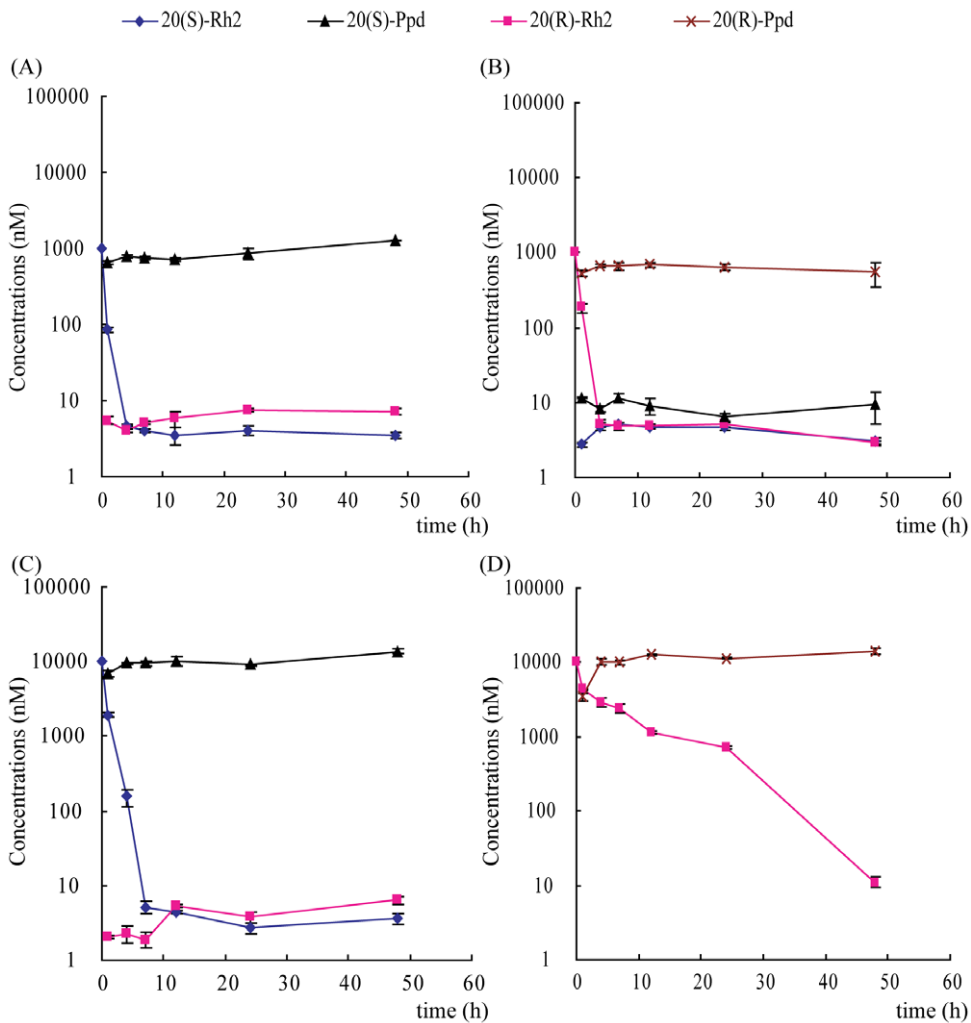 20(S)-Rh2 20(S)-Ppd 20(R)-Rh2 20(R)-Ppd
(A)
100000
10000
1000
100
10
1
Concentrations (nM)
0 10 20 30 40 50 60
time (h)
(B)
100000
10000
1000
100
10
1
Concentrations (nM)
0 10 20 30 40 50 60
time (h)
(C)
100000
10000
1000
100
10
1
Concentrations (nM)
0 10 20 30 40 50 60
time (h)
(D)
100000
10000
1000
100
10
1
Concentrations (nM)
0 10 20 30 40 50 60
time (h)